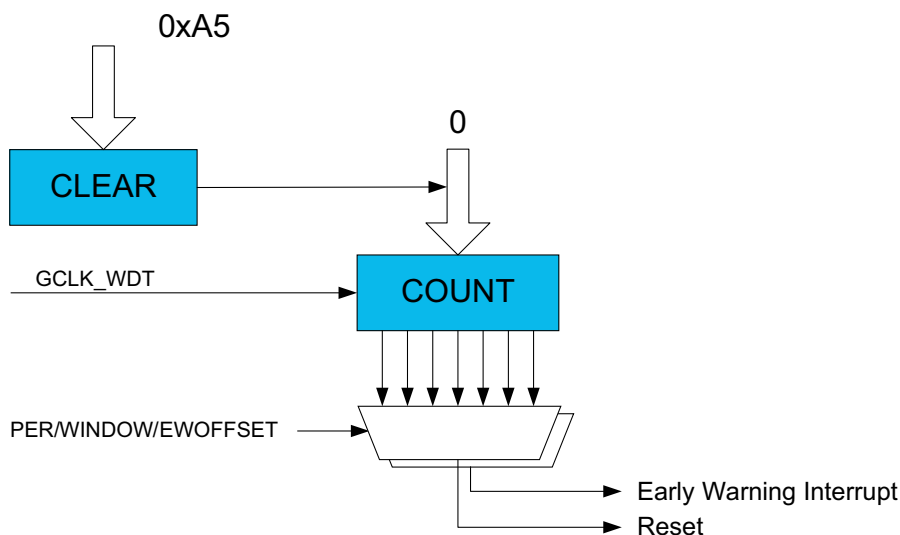 0xA5
0
CLEAR
GCLK_WDT
COUNT
PER/WINDOW/EWOFFSET
Early Warning Interrupt
Reset